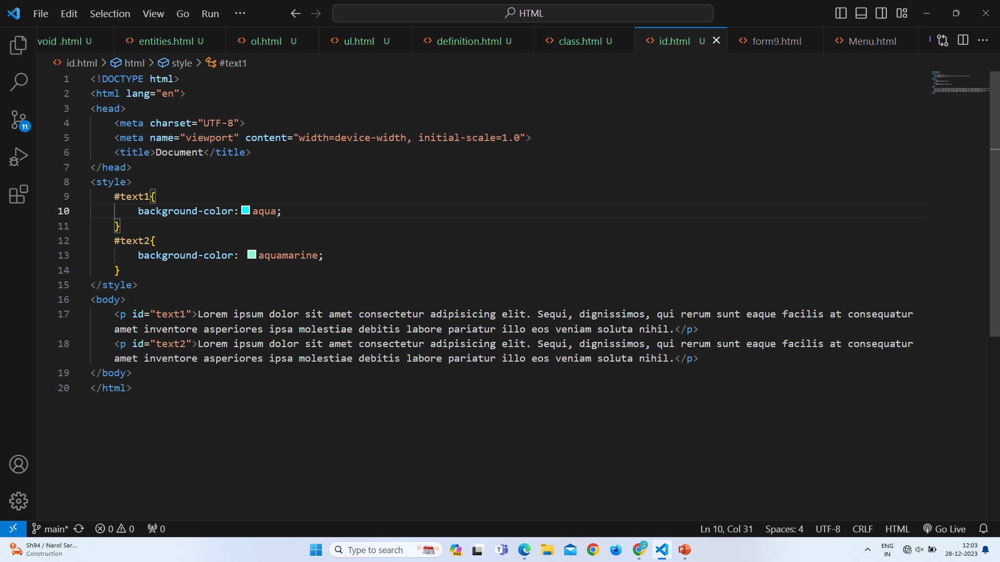 File Edit Selection View Go Run ··· HTML
void .html U entities.html U ol.html U ul.html U definition.html U class.html U id.html U form9.html Menu.html
id.html > html > style > #text1
1 <!DOCTYPE html>
2 <html lang="en">
3 <head>
4 <meta charset="UTF-8">
5 <meta name="viewport" content="width=device-width, initial-scale=1.0">
6 <title>Document</title>
7 </head>
8 <style>
9 #text1{
10 background-color:aqua;
11 }
12 #text2{
13 background-color: aquamarine;
14 }
15 </style>
16 <body>
17 <p id="text1">Lorem ipsum dolor sit amet consectetur adipisicing elit. Sequi, dignissimos, qui rerum sunt eaque facilis at consequatur
amet inventore asperiores ipsa molestiae debitis labore pariatur illo eos veniam soluta nihil.</p>
18 <p id="text2">Lorem ipsum dolor sit amet consectetur adipisicing elit. Sequi, dignissimos, qui rerum sunt eaque facilis at consequatur
amet inventore asperiores ipsa molestiae debitis labore pariatur illo eos veniam soluta nihil.</p>
19 </body>
20 </html>
11
main* 0 0 0 Ln 10, Col 31 Spaces: 4 UTF-8 CRLF HTML Go Live
Sh94 / Narol Sar...
Construction
Type to search
PRE
ENG
IN
12:03
28-12-2023